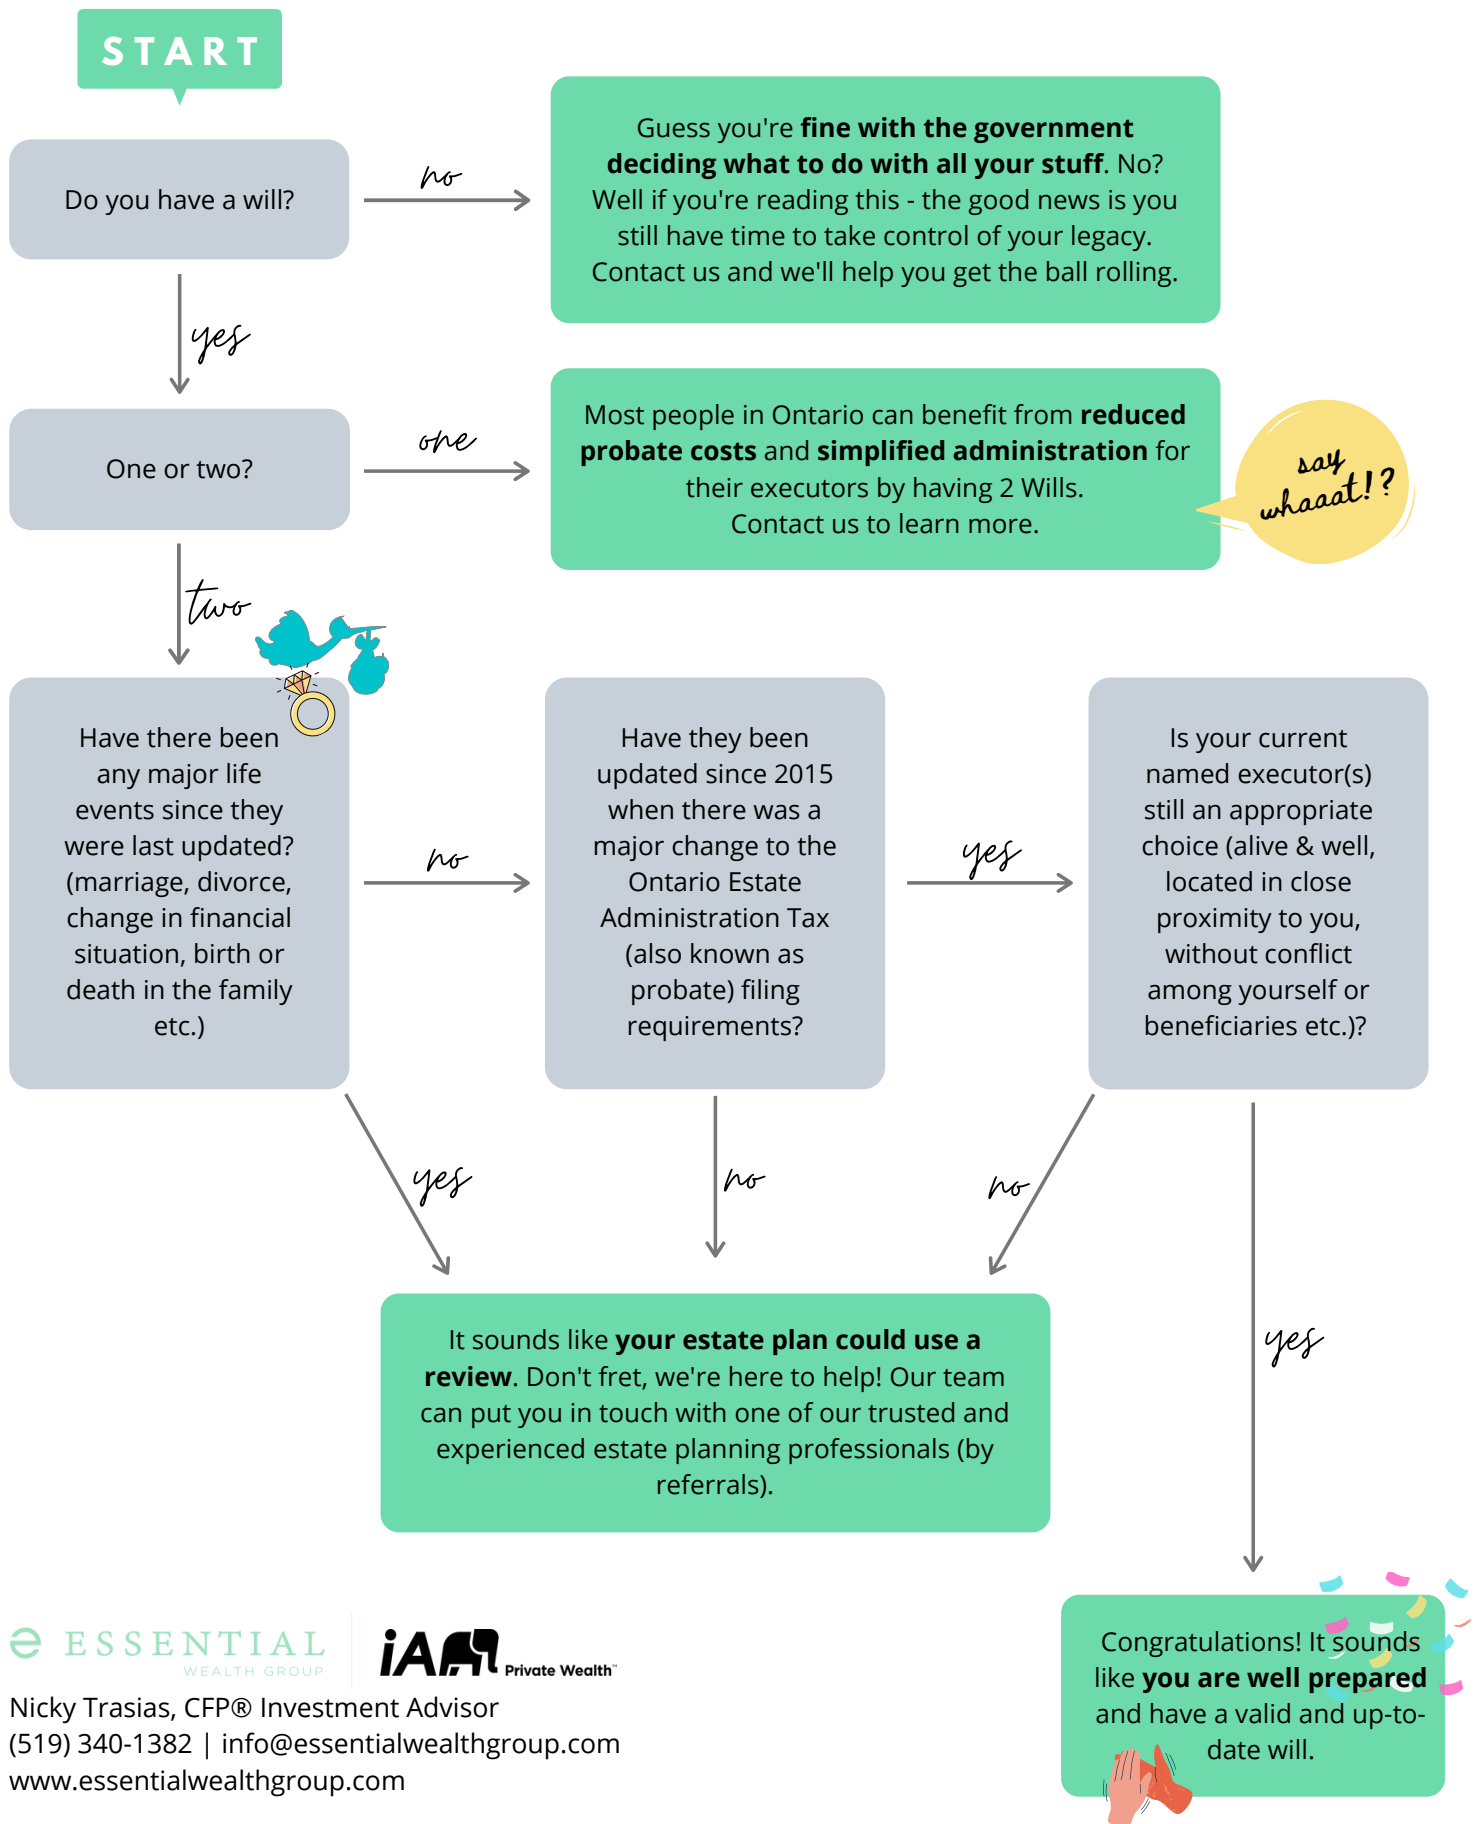 START
Do you have a will?
no
Guess you're fine with the government
deciding what to do with all your stuff. No?
Well if you're reading this - the good news is you
still have time to take control of your legacy.
Contact us and we'll help you get the ball rolling.
yes
One or two?
one
Most people in Ontario can benefit from reduced
probate costs and simplified administration for
their executors by having 2 Wills.
Contact us to learn more.
say
whaaat!?
two
Have there been
any major life
events since they
were last updated?
(marriage, divorce,
change in financial
situation, birth or
death in the family
etc.)
no
Have they been
updated since 2015
when there was a
major change to the
Ontario Estate
Administration Tax
(also known as
probate) filing
requirements?
yes
Is your current
named executor(s)
still an appropriate
choice (alive & well,
located in close
proximity to you,
without conflict
among yourself or
beneficiaries etc.)?
yes
no
no
yes
It sounds like your estate plan could use a
review. Don't fret, we're here to help! Our team
can put you in touch with one of our trusted and
experienced estate planning professionals (by
referrals).
Congratulations! It sounds
like you are well prepared
and have a valid and up-to-
date will.
e ESSENTIAL
WEALTH GROUP
iA Private Wealth™
Nicky Trasias, CFP® Investment Advisor
(519) 340-1382 | info@essentialwealthgroup.com
www.essentialwealthgroup.com